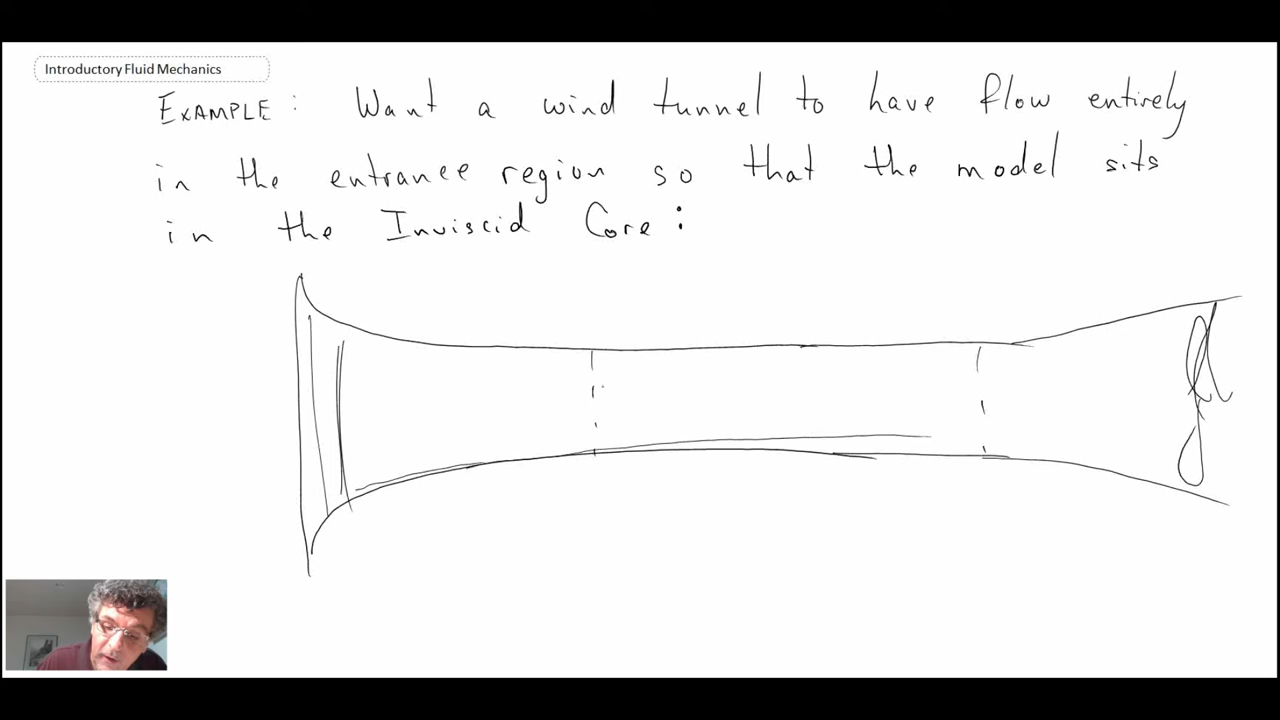 Introductory Fluid Mechanics
EXAMPLE: Want a wind tunnel to have flow entirely
in the entrance region so that the model sits
in the Inviscid Core: